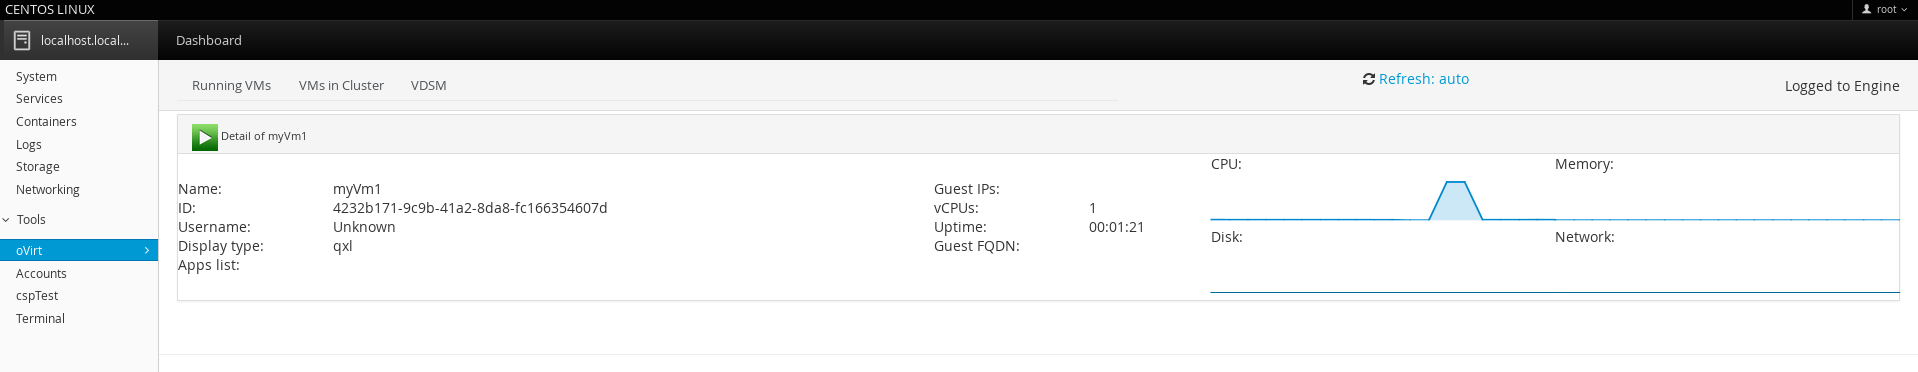 CENTOS LINUX
root
localhost.local...
Dashboard
System
Services
Containers
Logs
Storage
Networking
Tools
oVirt
Accounts
cspTest
Terminal
Running VMs
VMs in Cluster
VDSM
Refresh: auto
Logged to Engine
Detail of myVm1
Name: myVm1
ID: 4232b171-9c9b-41a2-8da8-fc166354607d
Username: Unknown
Display type: qxl
Apps list:
Guest IPs:
vCPUs: 1
Uptime: 00:01:21
Guest FQDN:
CPU:
Memory:
Disk:
Network: